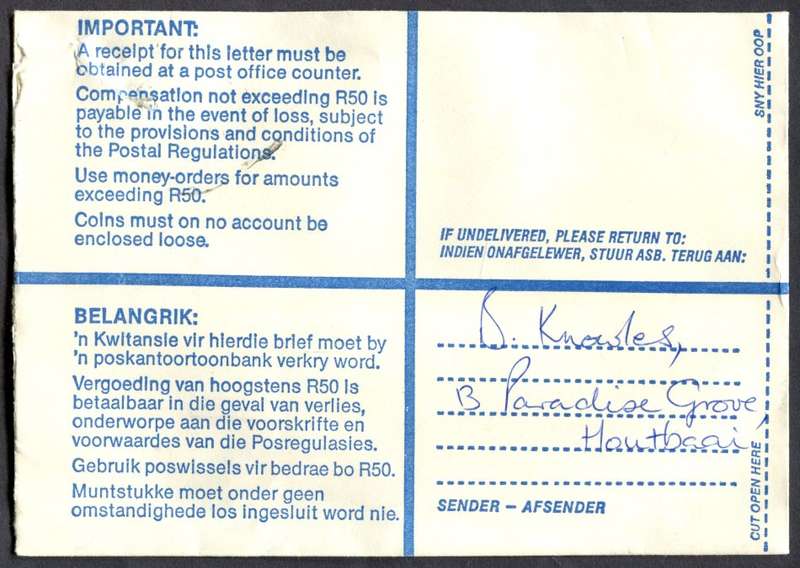 IMPORTANT:
A receipt for this letter must be
obtained at a post office counter.
Compensation not exceeding R50 is
payable in the event of loss, subject
to the provisions and conditions of
the Postal Regulations.
Use money-orders for amounts
exceeding R50.
Coins must on no account be
enclosed loose.
SNY HIER OOP
IF UNDELIVERED, PLEASE RETURN TO:
INDIEN ONAFGELEWER, STUUR ASB. TERUG AAN:
BELANGRIK:
'n Kwitansie vir hierdie brief moet by
'n poskantoortoonbank verkry word.
Vergoeding van hoogstens R50 is
betaalbaar in die geval van verlies,
onderworpe aan die voorskrifte en
voorwaardes van die Posregulasies.
Gebruik poswissels vir bedrae bo R50.
Muntstukke moet onder geen
omstandighede los ingesluit word nie.
D. Knowles,
B Paradise Grove,
Houtbaai
SENDER – AFSENDER
CUT OPEN HERE